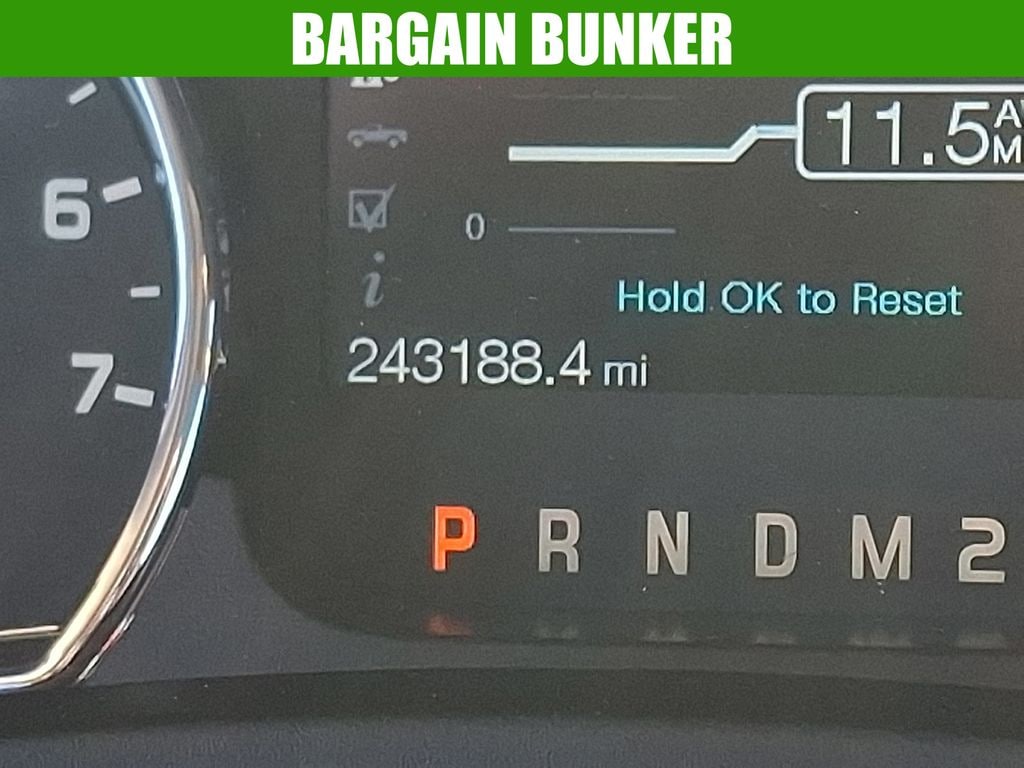 BARGAIN BUNKER
11.5
6
0
Hold OK to Reset
243188.4 mi
7
P R N D M 2